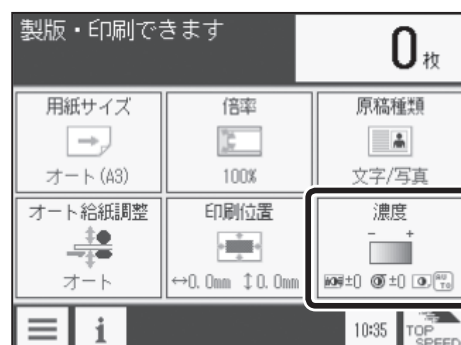 製版・印刷できます
0枚
用紙サイズ
倍率
原稿種類
オート(A3)
100%
文字/写真
オート給紙調整
印刷位置
濃度
- +
オート
↔0.0mm ↕0.0mm
±0 ±0 AUTO
10:35
TOP
SPEED